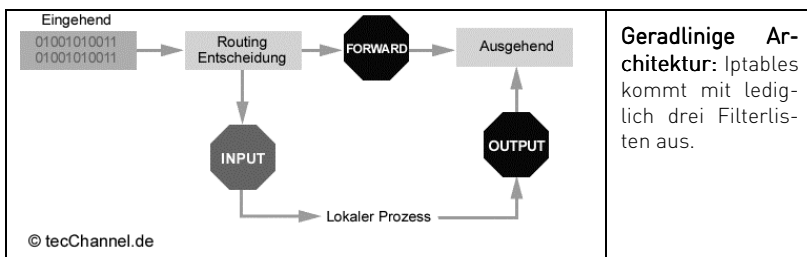 Eingehend
01001010011
01001010011
Routing
Entscheidung
FORWARD
Ausgehend
INPUT
OUTPUT
Lokaler Prozess
© tecChannel.de
Geradlinige Ar-
chitektur: Iptables
kommt mit ledig-
lich drei Filterlis-
ten aus.